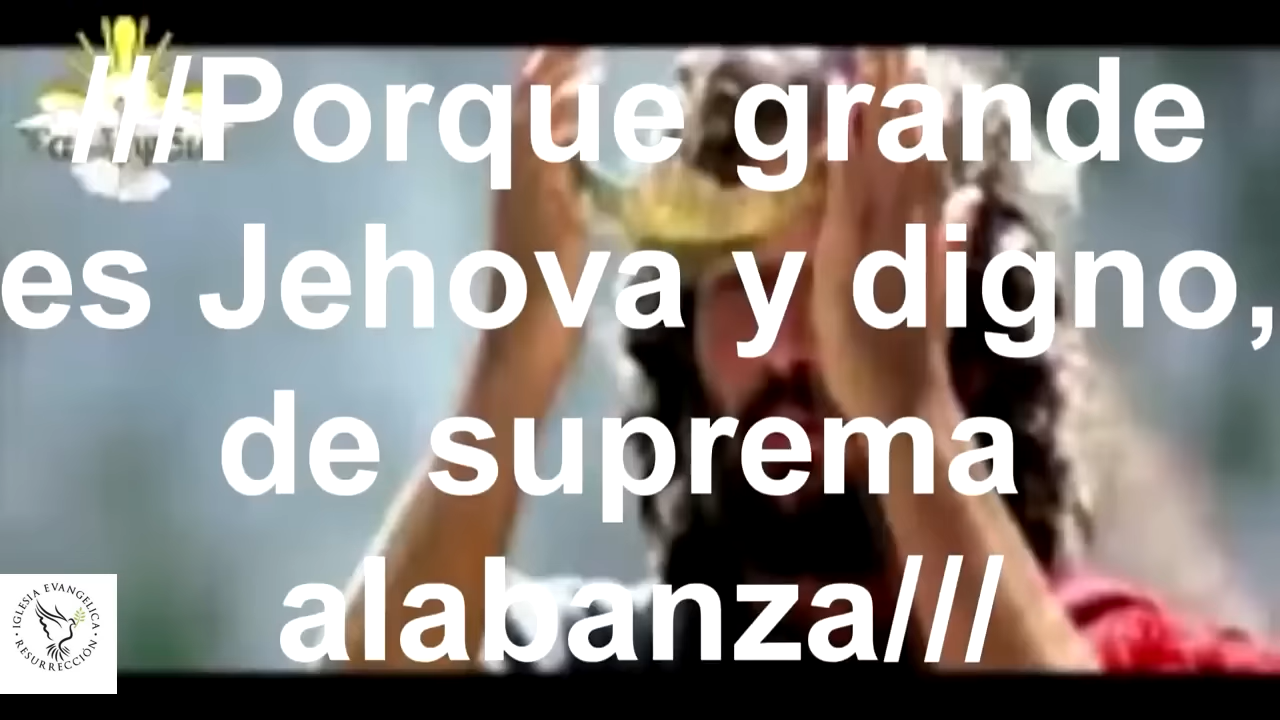 ///Porque grande
es Jehova y digno,
de suprema
alabanza///
IGLESIA EVANGELICA
RESURRECCIÓN